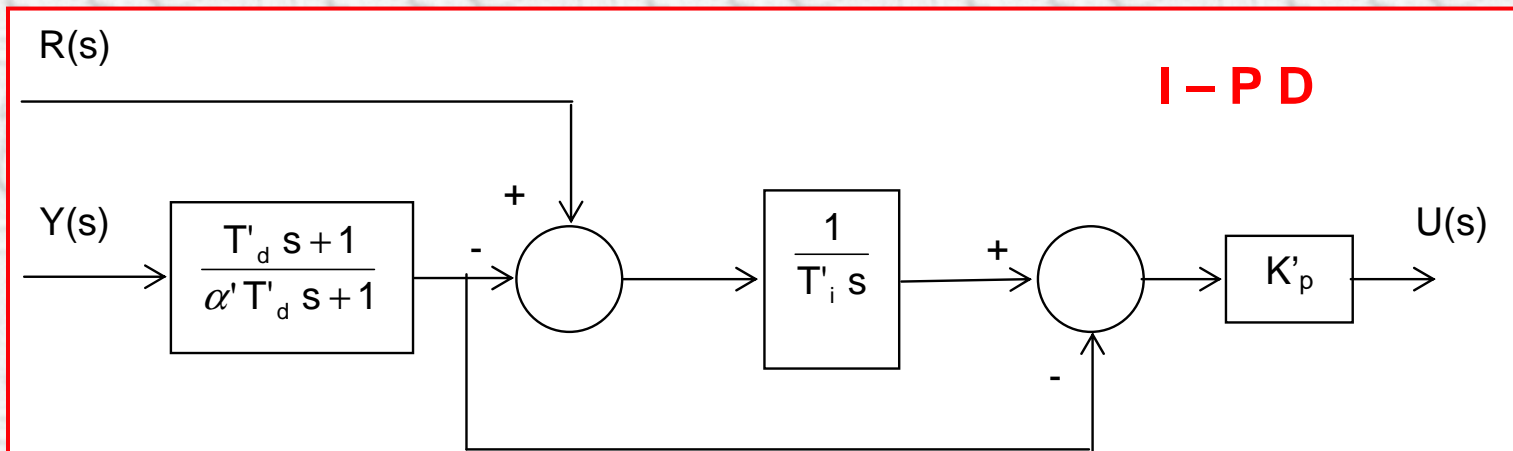 R(s)
I – P D
Y(s)
T'd s + 1
α' T'd s + 1
+
-
1
T'i s
+
-
K’p
U(s)